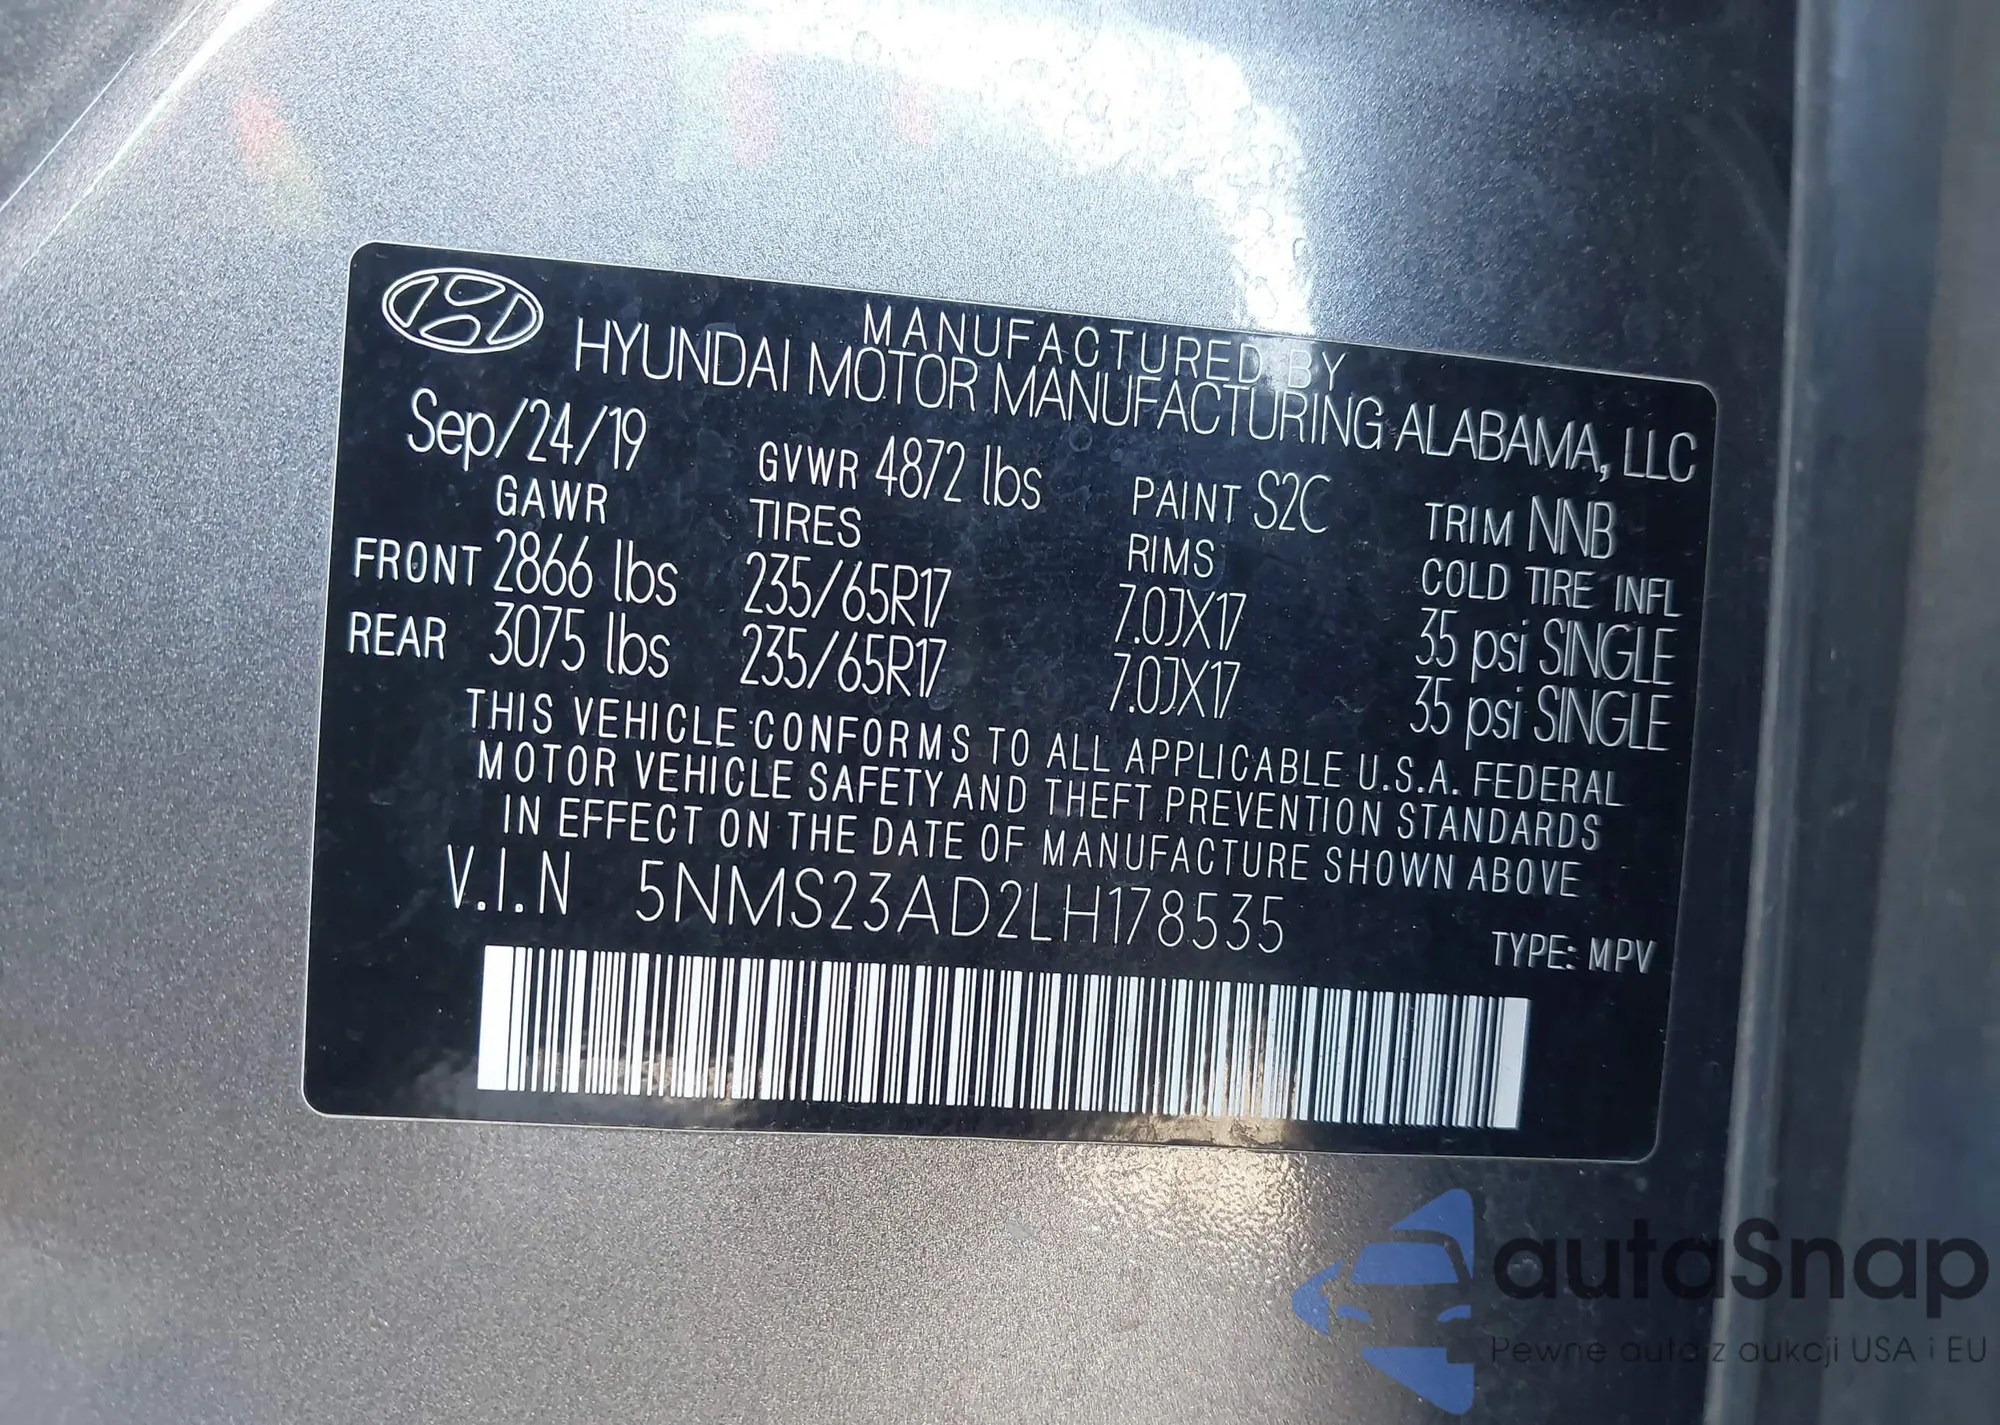 MANUFACTURED BY
HYUNDAI MOTOR MANUFACTURING ALABAMA, LLC
Sep/24/19 GVWR 4872 lbs PAINT S2C TRIM NNB
GAWR TIRES RIMS COLD TIRE INFL
FRONT 2866 lbs 235/65R17 7.0JX17 35 psi SINGLE
REAR 3075 lbs 235/65R17 7.0JX17 35 psi SINGLE
THIS VEHICLE CONFORMS TO ALL APPLICABLE U.S.A. FEDERAL
MOTOR VEHICLE SAFETY AND THEFT PREVENTION STANDARDS
IN EFFECT ON THE DATE OF MANUFACTURE SHOWN ABOVE
V.I.N 5NMS23AD2LH178535
TYPE: MPV
autaSnap
Pewne auta z aukcji USA i EU